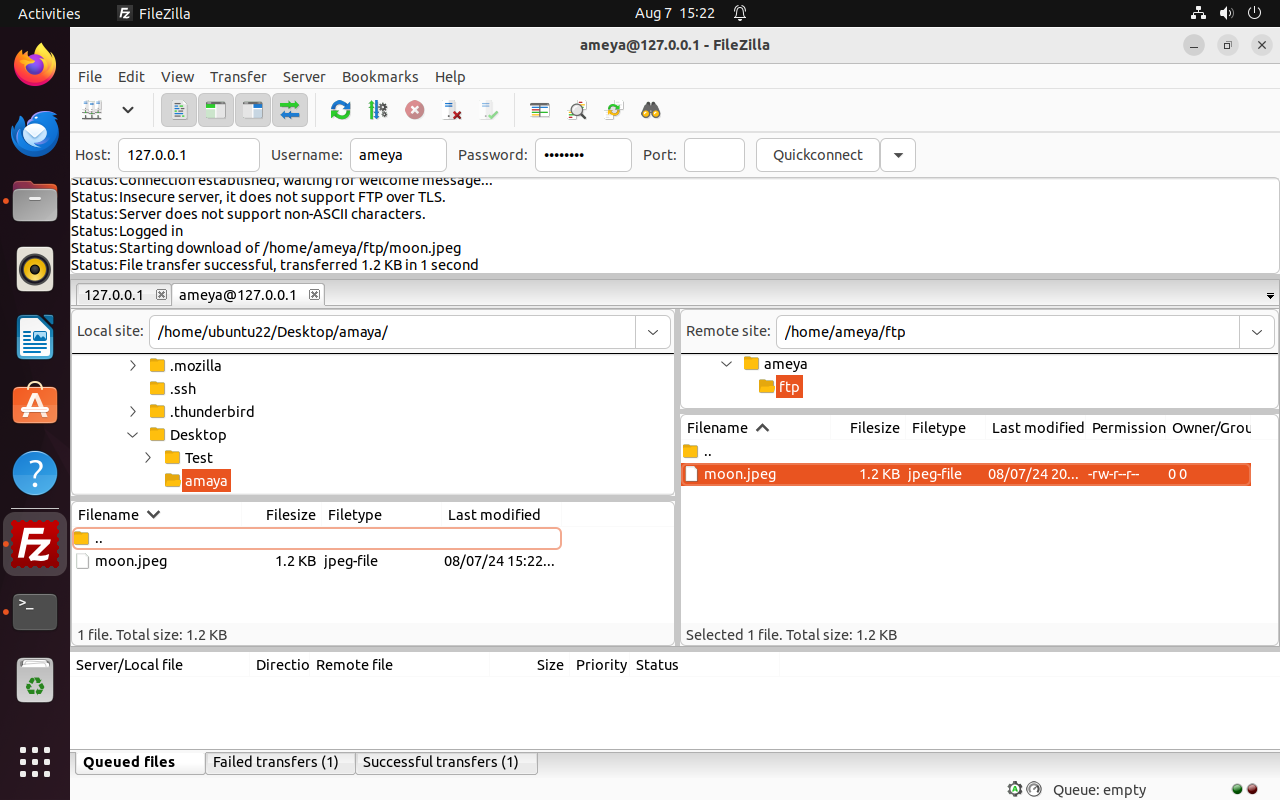 Activities FileZilla Aug 7 15:22
ameya@127.0.0.1 - FileZilla
File Edit View Transfer Server Bookmarks Help
Host: 127.0.0.1 Username: ameya Password: •••••••• Port: Quickconnect
Status: Connection established, waiting for welcome message...
Status: Insecure server, it does not support FTP over TLS.
Status: Server does not support non-ASCII characters.
Status: Logged in
Status: Starting download of /home/ameya/ftp/moon.jpeg
Status: File transfer successful, transferred 1.2 KB in 1 second
127.0.0.1 ameya@127.0.0.1
Local site: /home/ubuntu22/Desktop/amaya/
.mozilla
.ssh
.thunderbird
Desktop
Test
amaya
Filename Filesize Filetype Last modified
..
moon.jpeg 1.2 KB jpeg-file 08/07/24 15:22...
1 file. Total size: 1.2 KB
Remote site: /home/ameya/ftp
ameya
ftp
Filename Filesize Filetype Last modified Permission Owner/Grou
..
moon.jpeg 1.2 KB jpeg-file 08/07/24 20... -rw-r--r-- 0 0
Selected 1 file. Total size: 1.2 KB
Server/Local file Directio Remote file Size Priority Status
Queued files Failed transfers (1) Successful transfers (1)
Queue: empty